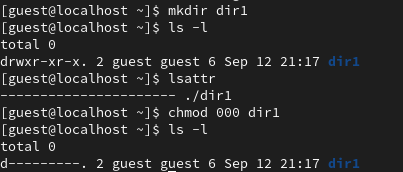 [guest@localhost ~]$ mkdir dir1
[guest@localhost ~]$ ls -l
total 0
drwxr-xr-x. 2 guest guest 6 Sep 12 21:17 dir1
[guest@localhost ~]$ lsattr
---------------------- ./dir1
[guest@localhost ~]$ chmod 000 dir1
[guest@localhost ~]$ ls -l
total 0
d---------. 2 guest guest 6 Sep 12 21:17 dir1